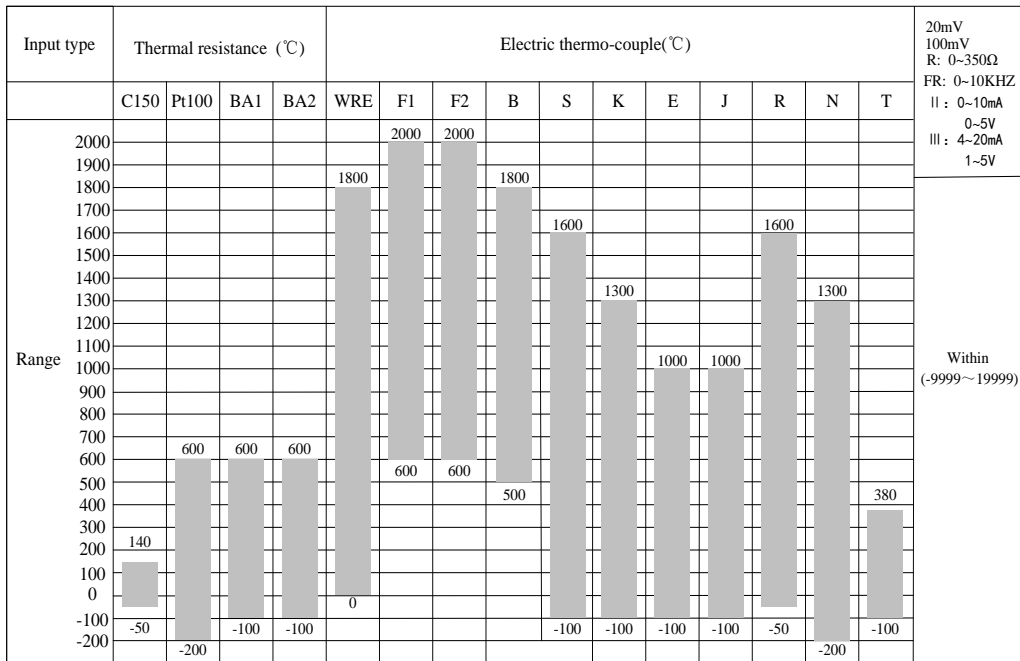 Input type
Thermal resistance (℃)
Electric thermo-couple(℃)
20mV
100mV
R: 0~350Ω
FR: 0~10KHZ
II: 0~10mA
0~5V
III: 4~20mA
1~5V
C150 Pt100 BA1 BA2 WRE F1 F2 B S K E J R N T
2000 2000 2000
1900
1800 1800 1800
1700
1600 1600 1600
1500
1400
1300 1300 1300
1200
1100
Range 1000 1000 1000
Within
(-9999～19999)
900
800
700
600 600 600 600
600 600
500 500
400 380
300
200 140
100
0 0
-100 -50 -100 -100 -100 -100 -100 -100 -50 -100
-200 -200 -200